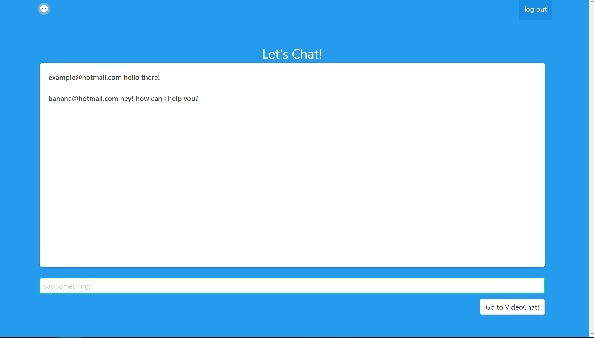 log out
Let's Chat!
example@hotmail.com hello there!
banana@hotmail.com hey! how can i help you?
say something!
Go to VideoChat!